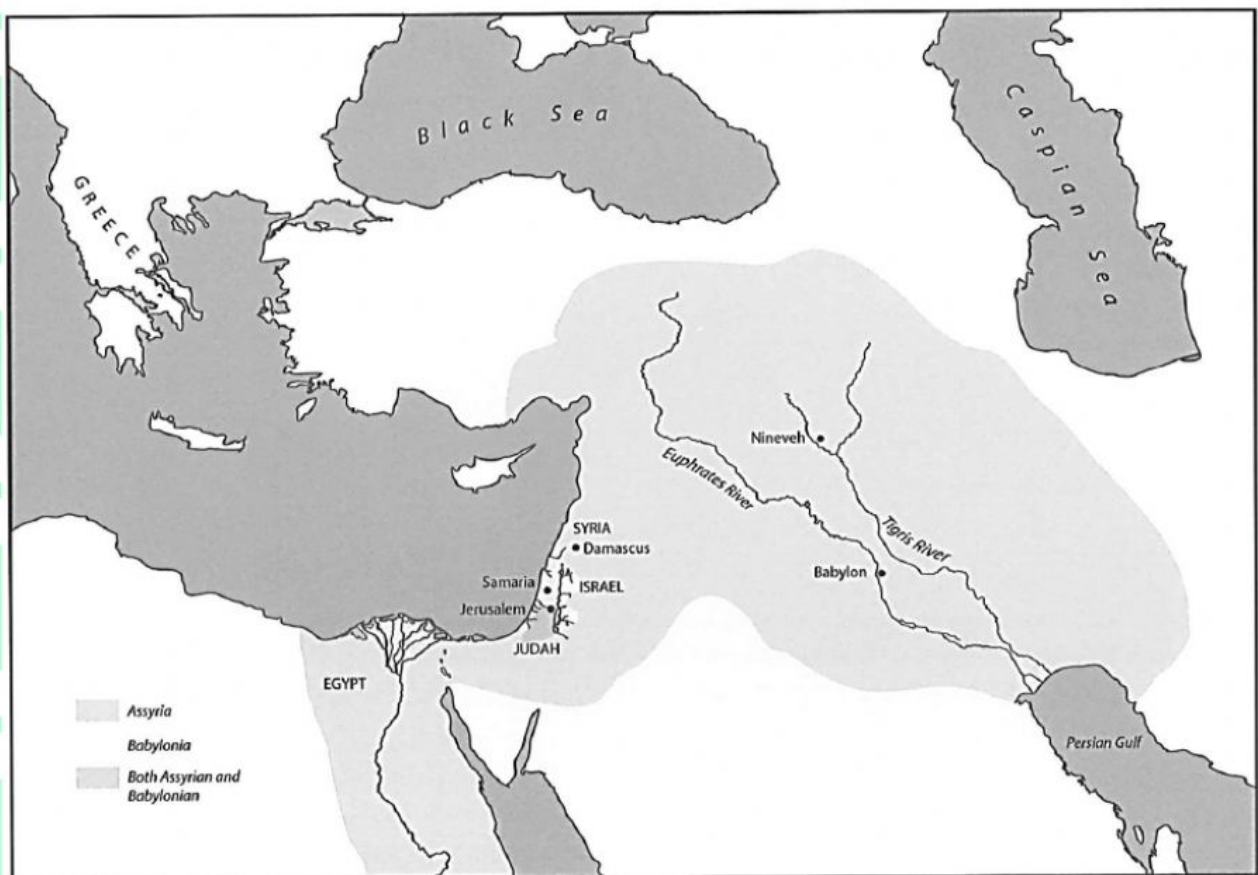 Black Sea
Caspian Sea
GREECE
Nineveh
Euphrates River
Tigris River
SYRIA
Damascus
Babylon
Samaria
ISRAEL
Jerusalem
JUDAH
EGYPT
Assyria
Babylonia
Both Assyrian and
Babylonian
Persian Gulf